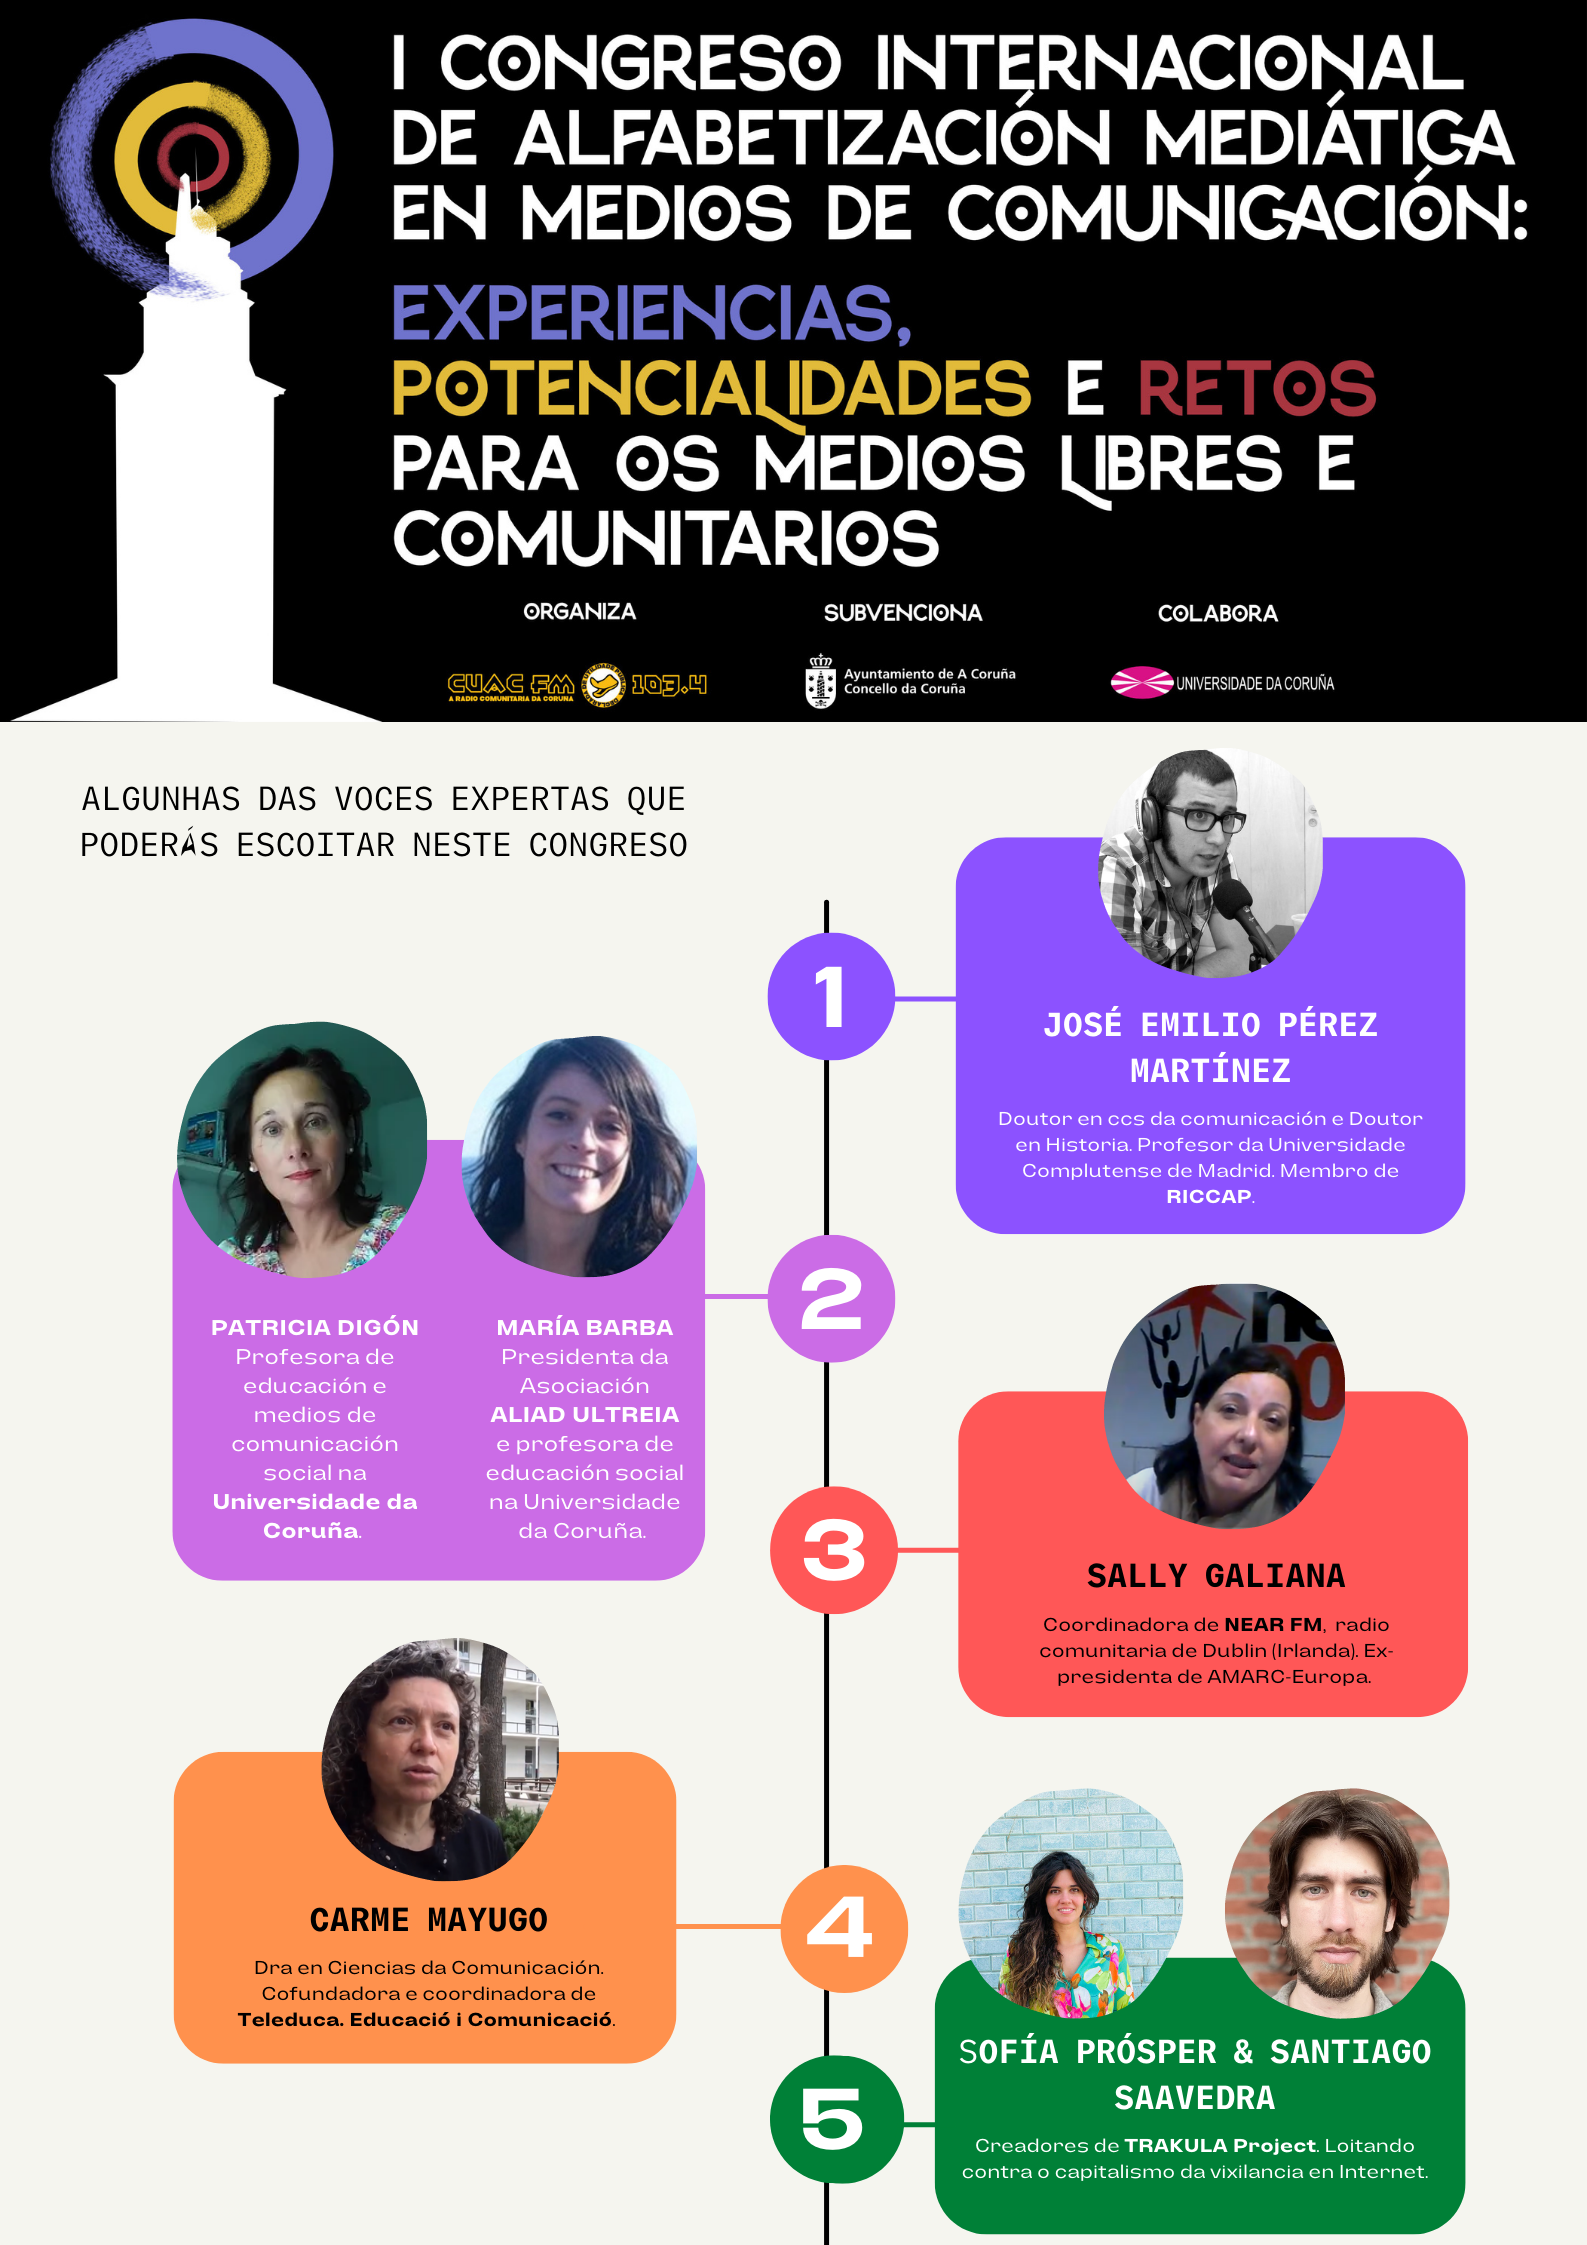 I CONGRESO INTERNACIONAL
DE ALFABETIZACIÓN MEDIÁTICA
EN MEDIOS DE COMUNICACIÓN:
EXPERIENCIAS,
POTENCIALIDADES E RETOS
PARA OS MEDIOS LIBRES E
COMUNITARIOS
ORGANIZA
SUBVENCIONA
COLABORA
CUAC FM 103.4
A RADIO COMUNITARIA DA CORUÑA
Ayuntamiento de A Coruña
Concello da Coruña
UNIVERSIDADE DA CORUÑA
ALGUNHAS DAS VOCES EXPERTAS QUE
PODERÁS ESCOITAR NESTE CONGRESO
1
JOSÉ EMILIO PÉREZ
MARTÍNEZ
Doutor en ccs da comunicación e Doutor
en Historia. Profesor da Universidade
Complutense de Madrid. Membro de
RICCAP.
2
PATRICIA DIGÓN
Profesora de
educación e
medios de
comunicación
social na
Universidade da
Coruña.
MARÍA BARBA
Presidenta da
Asociación
ALIAD ULTREIA
e profesora de
educación social
na Universidade
da Coruña.
3
SALLY GALIANA
Coordinadora de NEAR FM, radio
comunitaria de Dublin (Irlanda). Ex-
presidenta de AMARC-Europa.
4
CARME MAYUGO
Dra en Ciencias da Comunicación.
Cofundadora e coordinadora de
Teleduca. Educació i Comunicació.
5
SOFÍA PRÓSPER & SANTIAGO
SAAVEDRA
Creadores de TRAKULA Project. Loitando
contra o capitalismo da vixilancia en Internet.